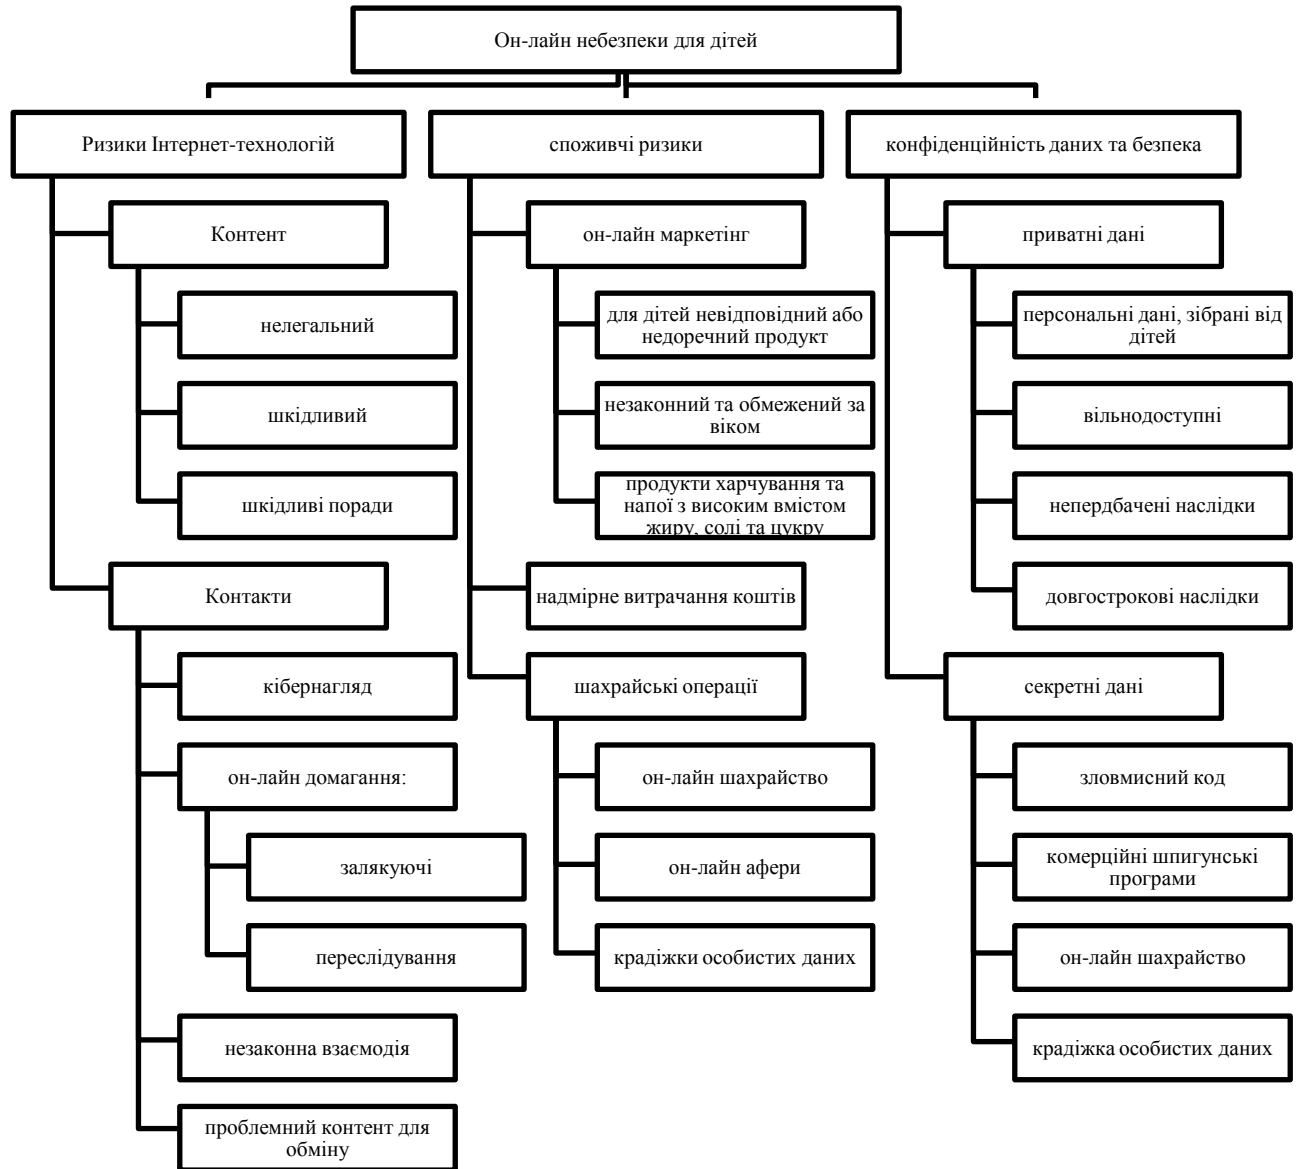 Он-лайн небезпеки для дітей
Ризики Інтернет-технологій
Контент
нелегальний
шкідливий
шкідливі поради
Контакти
кібернагляд
он-лайн домагання:
залякуючі
переслідування
незаконна взаємодія
проблемний контент для
обміну
споживчі ризики
он-лайн маркетінг
для дітей невідповідний або
недоречний продукт
незаконний та обмежений за
віком
продукти харчування та
напої з високим вмістом
жиру, солі та цукру
надмірне витрачання коштів
шахрайські операції
он-лайн шахрайство
он-лайн афери
крадіжки особистих даних
конфіденційність даних та безпека
приватні дані
персональні дані, зібрані від
дітей
вільнодоступні
непердбачені наслідки
довгострокові наслідки
секретні дані
зловмисний код
комерційні шпигунські
програми
он-лайн шахрайство
крадіжка особистих даних